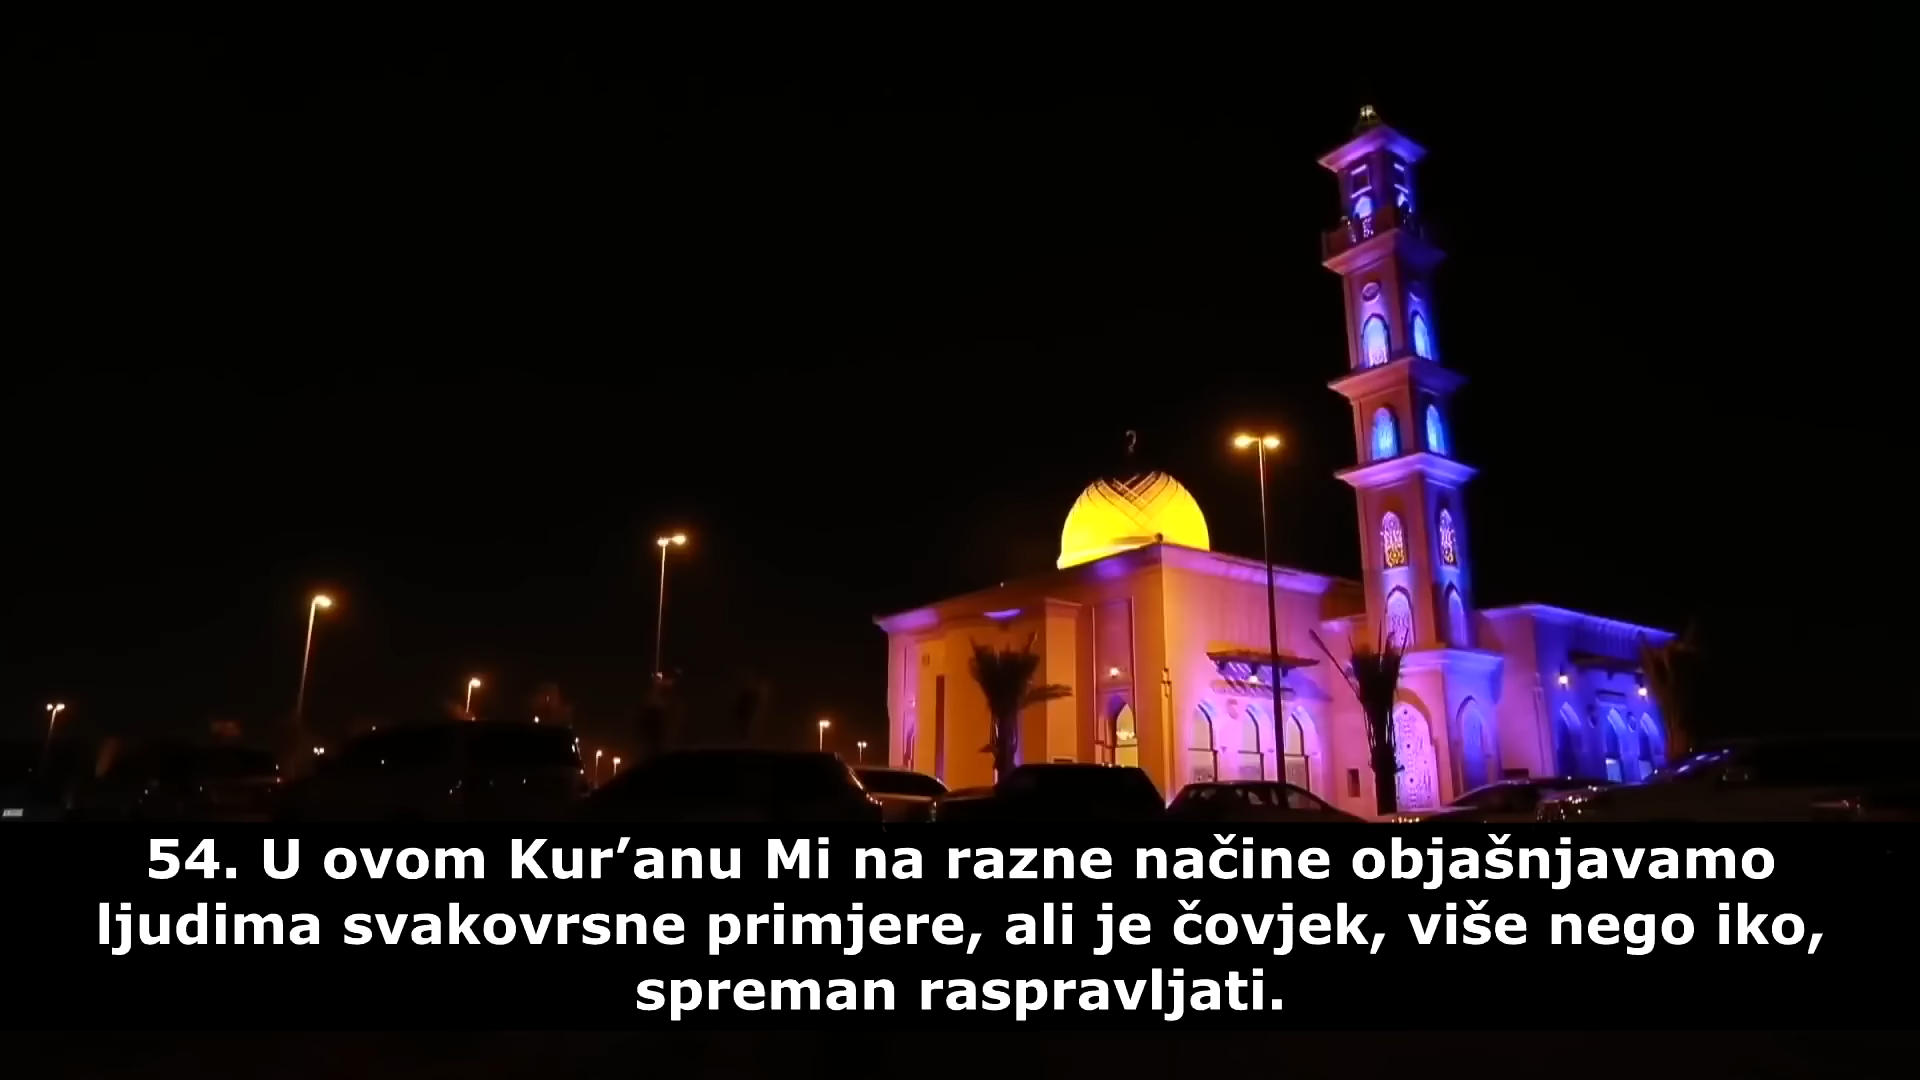 54. U ovom Kur’anu Mi na razne načine objašnjavamo
ljudima svakovrsne primjere, ali je čovjek, više nego iko,
spreman raspravljati.